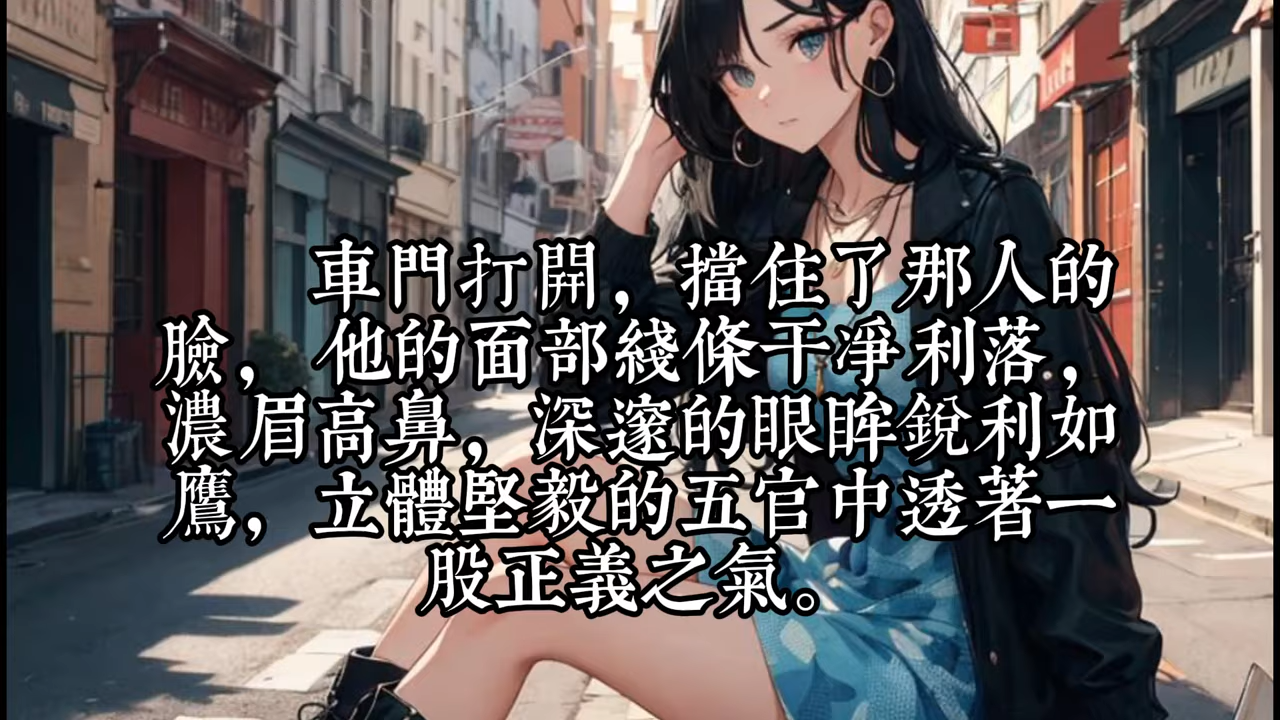 車門打開，擋住了那人的
臉，他的面部綫條干凈利落，
濃眉高鼻，深邃的眼眸銳利如
鷹，立體堅毅的五官中透著一
股正義之氣。